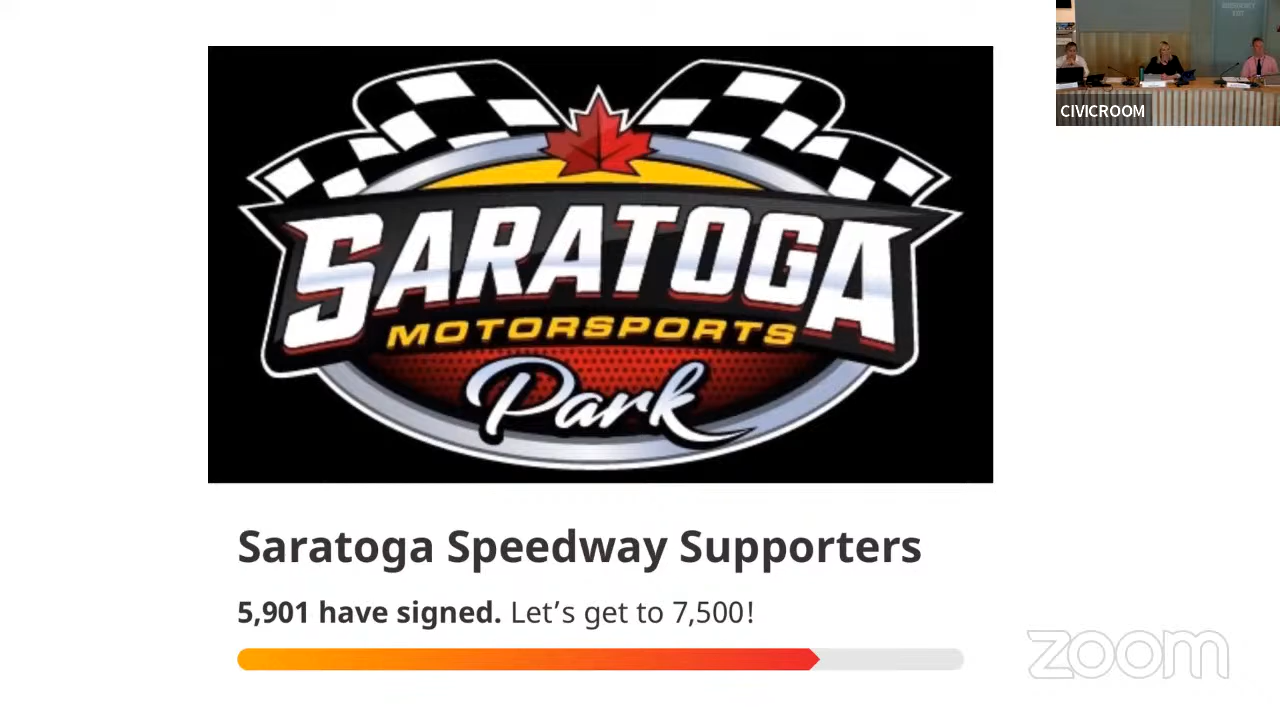 CIVICROOM
SARATOGA
MOTORSPORTS
Park
Saratoga Speedway Supporters
5,901 have signed. Let’s get to 7,500!
zoom